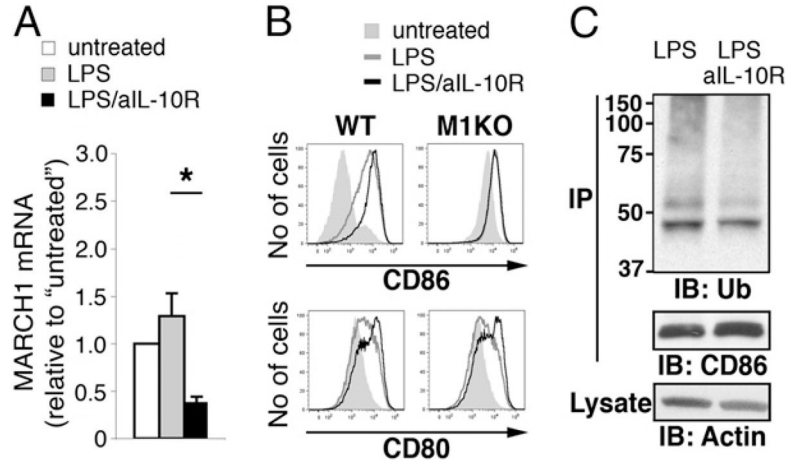 A
untreated
LPS
LPS/aIL-10R
MARCH1 mRNA
(relative to “untreated”)
3.0
2.5
2.0
1.5
1.0
0.5
0
*
B
untreated
LPS
LPS/aIL-10R
WT
M1KO
No of cells
CD86
No of cells
CD80
C
LPS
LPS
aIL-10R
150
100
75
50
37
IP
IB: Ub
IB: CD86
Lysate
IB: Actin